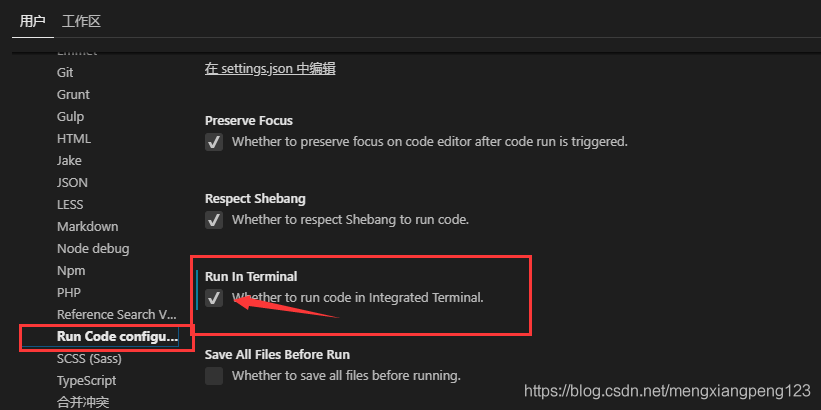 用户 工作区
Emmet
Git
Grunt
Gulp
HTML
Jake
JSON
LESS
Markdown
Node debug
Npm
PHP
Reference Search V...
Run Code configu...
SCSS (Sass)
TypeScript
合并冲突
在 settings.json 中编辑
Preserve Focus
Whether to preserve focus on code editor after code run is triggered.
Respect Shebang
Whether to respect Shebang to run code.
Run In Terminal
Whether to run code in Integrated Terminal.
Save All Files Before Run
Whether to save all files before running.
https://blog.csdn.net/mengxiangpeng123